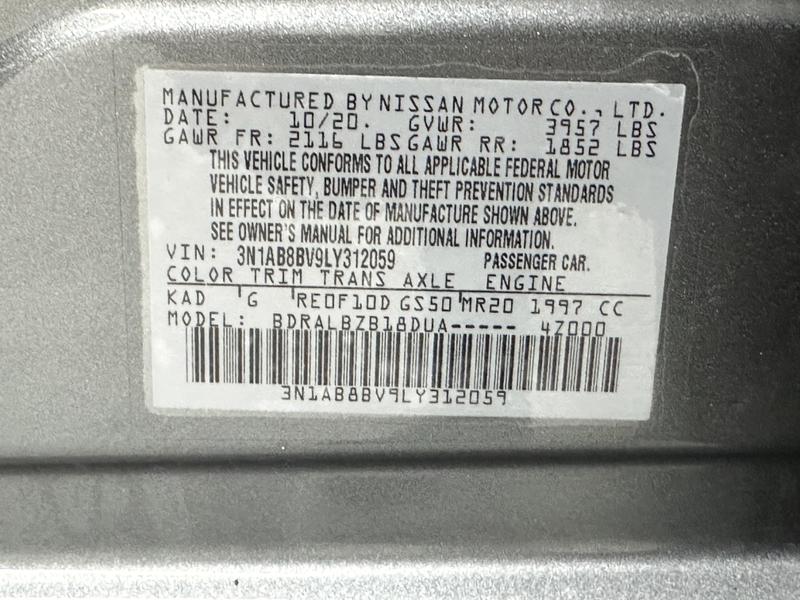 MANUFACTURED BY NISSAN MOTOR CO., LTD.
DATE: 10/20. GVWR: 3957 LBS
GAWR FR: 2116 LBS GAWR RR: 1852 LBS
THIS VEHICLE CONFORMS TO ALL APPLICABLE FEDERAL MOTOR
VEHICLE SAFETY, BUMPER AND THEFT PREVENTION STANDARDS
IN EFFECT ON THE DATE OF MANUFACTURE SHOWN ABOVE.
SEE OWNER'S MANUAL FOR ADDITIONAL INFORMATION.
VIN: 3N1AB8BV9LY312059 PASSENGER CAR.
COLOR TRIM TRANS AXLE ENGINE
KAD G RE0F10D GS50 MR20 1997 CC
MODEL: BDRALBZB18DUA----- 4Z000
3N1AB8BV9LY312059